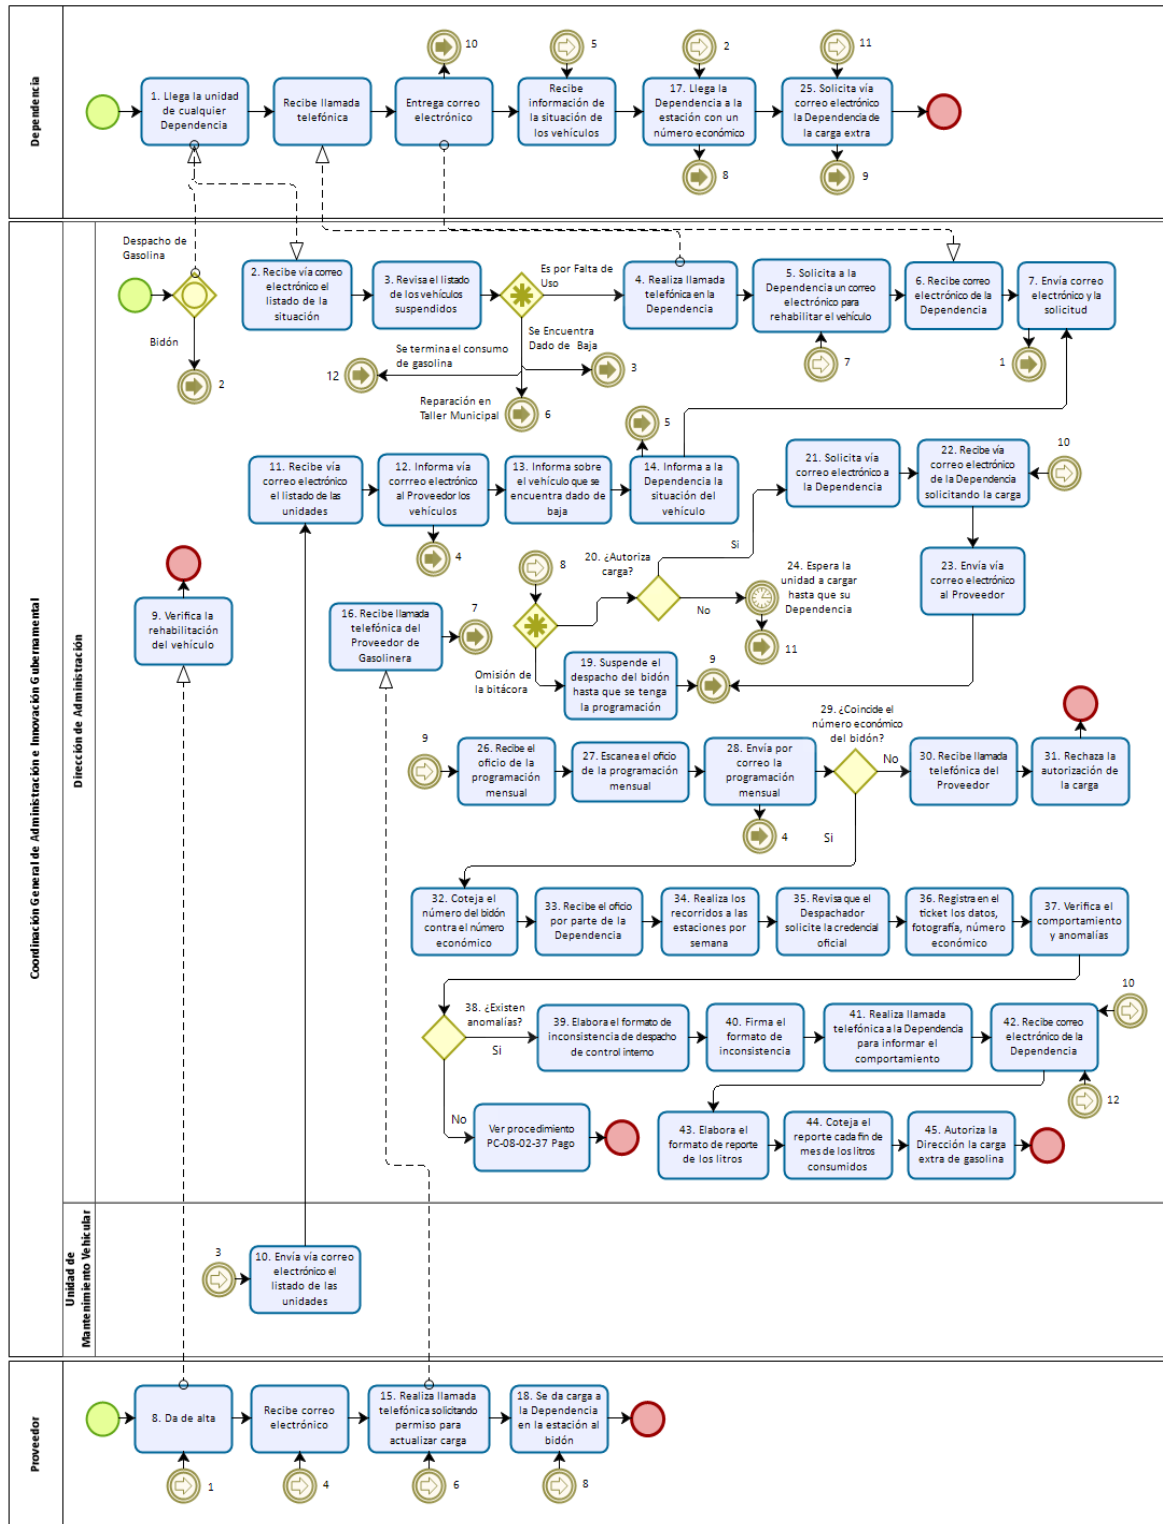 Dependencia
10
5
2
11
1. Llega la unidad
de cualquier
Dependencia
Recibe llamada
telefónica
Entrega correo
electrónico
Recibe
información de
la situación de
los vehículos
17. Llega la
Dependencia a la
estación con un
número económico
25. Solicita vía
correo electrónico
la Dependencia de
la carga extra
8
9
Coordinación General de Administración e Innovación Gubernamental
Dirección de Administración
Despacho de
Gasolina
Bidón
2
2. Recibe vía correo
electrónico el
listado de la
situación
3. Revisa el listado
de los vehículos
suspendidos
Es por Falta de
Uso
4. Realiza llamada
telefónica en la
Dependencia
5. Solicita a la
Dependencia un correo
electrónico para
rehabilitar el vehículo
6. Recibe correo
electrónico de la
Dependencia
7. Envía correo
electrónico y la
solicitud
Se Encuentra
Dado de Baja
3
Se termina el consumo
de gasolina
12
Reparación en
Taller Municipal
6
7
1
5
11. Recibe vía
correo electrónico
el listado de las
unidades
12. Informa vía
correo electrónico
al Proveedor los
vehículos
13. Informa sobre
el vehículo que se
encuentra dado de
baja
14. Informa a la
Dependencia la
situación del
vehículo
21. Solicita vía
correo electrónico a
la Dependencia
22. Recibe vía
correo electrónico
de la Dependencia
solicitando la carga
10
4
Si
8
20. ¿Autoriza
carga?
No
24. Espera la
unidad a cargar
hasta que su
Dependencia
11
23. Envía vía
correo electrónico
al Proveedor
9. Verifica la
rehabilitación
del vehículo
16. Recibe llamada
telefónica del
Proveedor de
Gasolinera
7
Omisión de
la bitácora
19. Suspende el
despacho del bidón
hasta que se tenga
la programación
9
29. ¿Coincide el
número económico
del bidón?
9
26. Recibe el
oficio de la
programación
mensual
27. Escanea el oficio
de la programación
mensual
28. Envía por
correo la
programación
mensual
No
30. Recibe llamada
telefónica del
Proveedor
31. Rechaza la
autorización de
la carga
4
Si
32. Coteja el
número del bidón
contra el número
económico
33. Recibe el oficio
por parte de la
Dependencia
34. Realiza los
recorridos a las
estaciones por
semana
35. Revisa que el
Despachador
solicite la credencial
oficial
36. Registra en el
ticket los datos,
fotografía, número
económico
37. Verifica el
comportamiento
y anomalías
38. ¿Existen
anomalías?
Si
39. Elabora el formato de
inconsistencia de despacho
de control interno
40. Firma el
formato de
inconsistencia
41. Realiza llamada
telefónica a la Dependencia
para informar el
comportamiento
42. Recibe correo
electrónico de la
Dependencia
10
12
No
Ver procedimiento
PC-08-02-37 Pago
43. Elabora el
formato de reporte
de los litros
44. Coteja el
reporte cada fin de
mes de los litros
consumidos
45. Autoriza la
Dirección la carga
extra de gasolina
Unidad de
Mantenimiento Vehicular
3
10. Envía vía correo
electrónico el
listado de las
unidades
Proveedor
8. Da de alta
Recibe correo
electrónico
15. Realiza llamada
telefónica solicitando
permiso para
actualizar carga
18. Se da carga a
la Dependencia
en la estación al
bidón
1
4
6
8